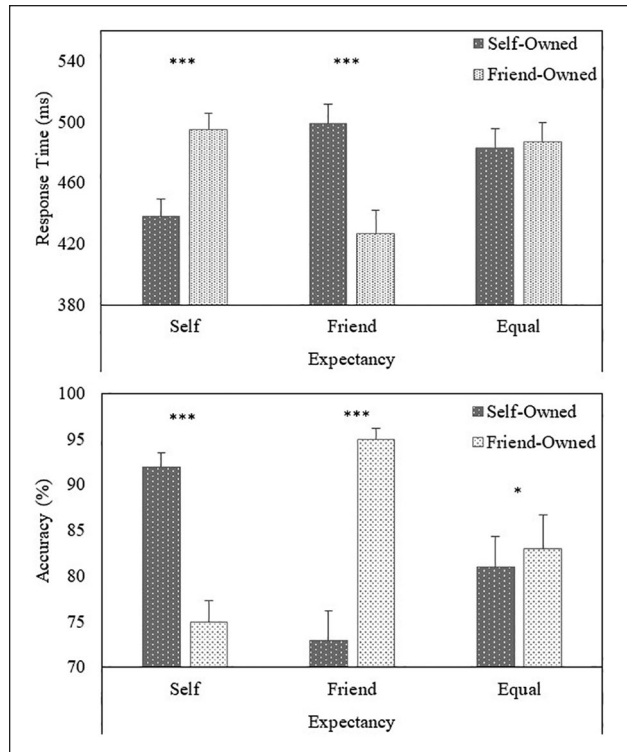 Response Time (ms)
540
500
460
420
380
***
***
Self-Owned
Friend-Owned
Self
Friend
Equal
Expectancy
Accuracy (%)
100
95
90
85
80
75
70
***
***
*
Self-Owned
Friend-Owned
Self
Friend
Equal
Expectancy